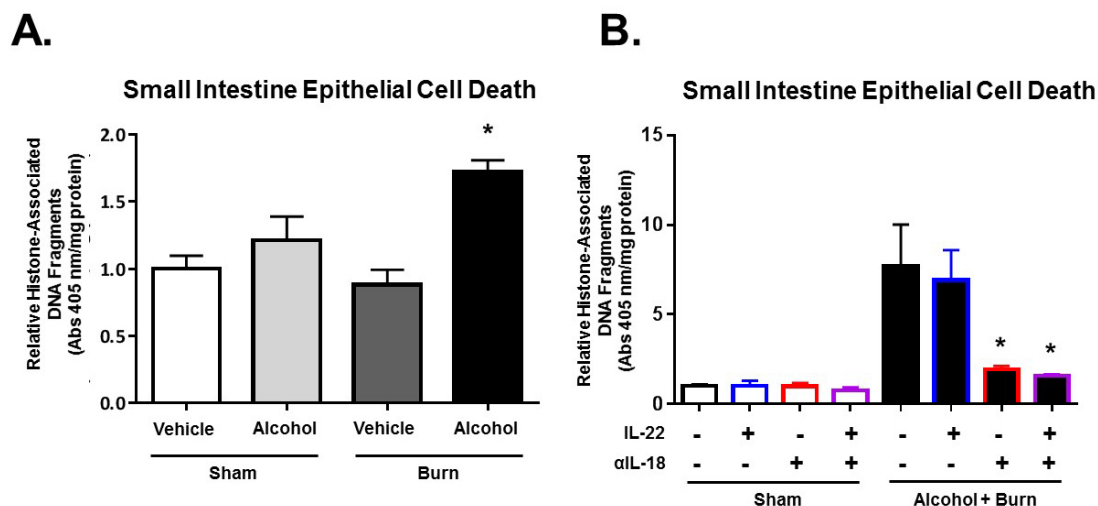 A.
Small Intestine Epithelial Cell Death
Relative Histone-Associated
DNA Fragments
(Abs 405 nm/mg protein)
2.0
1.5
1.0
0.5
0.0
*
Vehicle Alcohol Vehicle Alcohol
Sham Burn
B.
Small Intestine Epithelial Cell Death
Relative Histone-Associated
DNA Fragments
(Abs 405 nm/mg protein)
15
10
5
0
* *
IL-22 - + - + - + - +
αIL-18 - - + + - - + +
Sham Alcohol + Burn